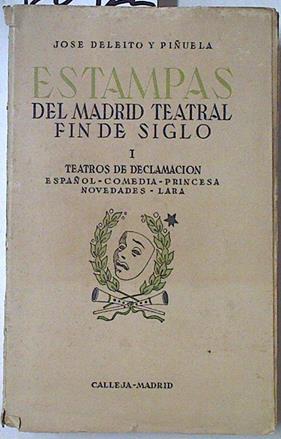 JOSE DELEITO Y PIÑUELA
ESTAMPAS
DEL MADRID TEATRAL
FIN DE SIGLO
I
TEATROS DE DECLAMACION
ESPAÑOL - COMEDIA - PRINCESA
NOVEDADES - LARA
CALLEJA - MADRID